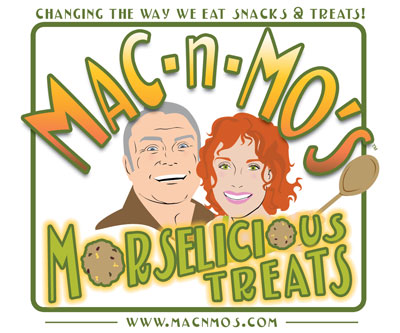 CHANGING THE WAY WE EAT SNACKS & TREATS!
MAC-n-MO'S
MORSELICIOUS
TREATS
WWW.MACNMOS.COM